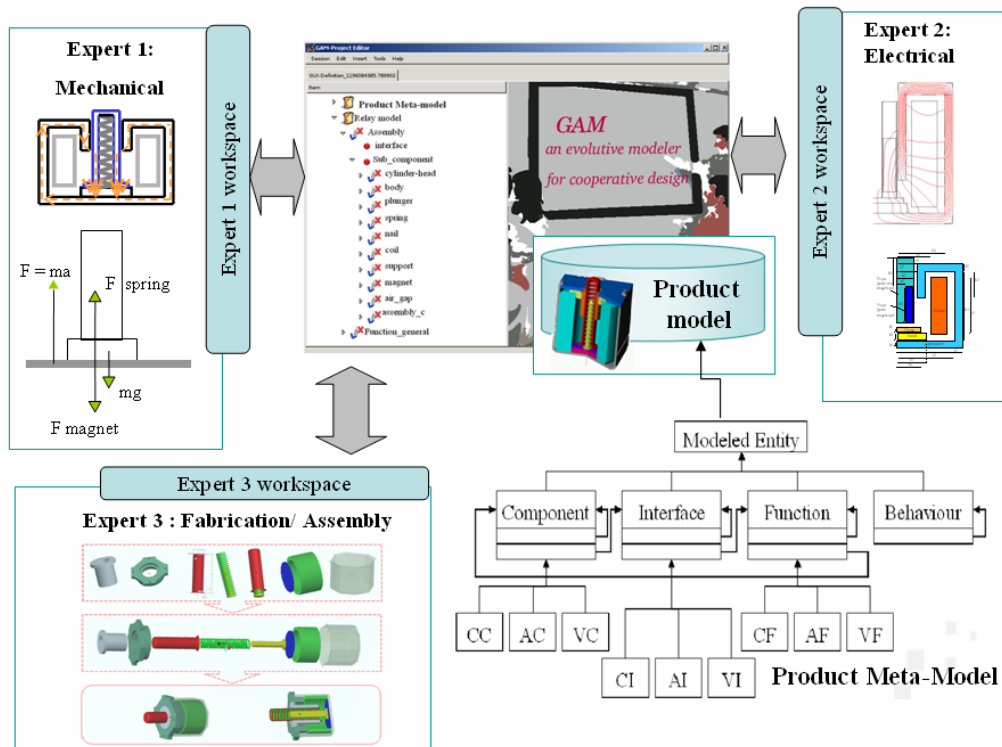 Expert 1:
Mechanical
Expert 1 workspace
F = ma
F spring
mg
F magnet
GAM-Project Editor
Session Edit Insert Tools Help
GUI-Definition_1196084385.789902
Item
Product Meta-model
Relay model
Assembly
interface
Sub_component
cylinder-head
body
plunger
spring
nail
coil
support
magnet
air_gap
assembly_c
Function_general
GAM
an evolutive modeler
for cooperative design
Product
model
Expert 2 workspace
Expert 2:
Electrical
Expert 3 workspace
Expert 3 : Fabrication/ Assembly
Modeled Entity
Component
Interface
Function
Behaviour
CC
AC
VC
CF
AF
VF
CI
AI
VI
Product Meta-Model